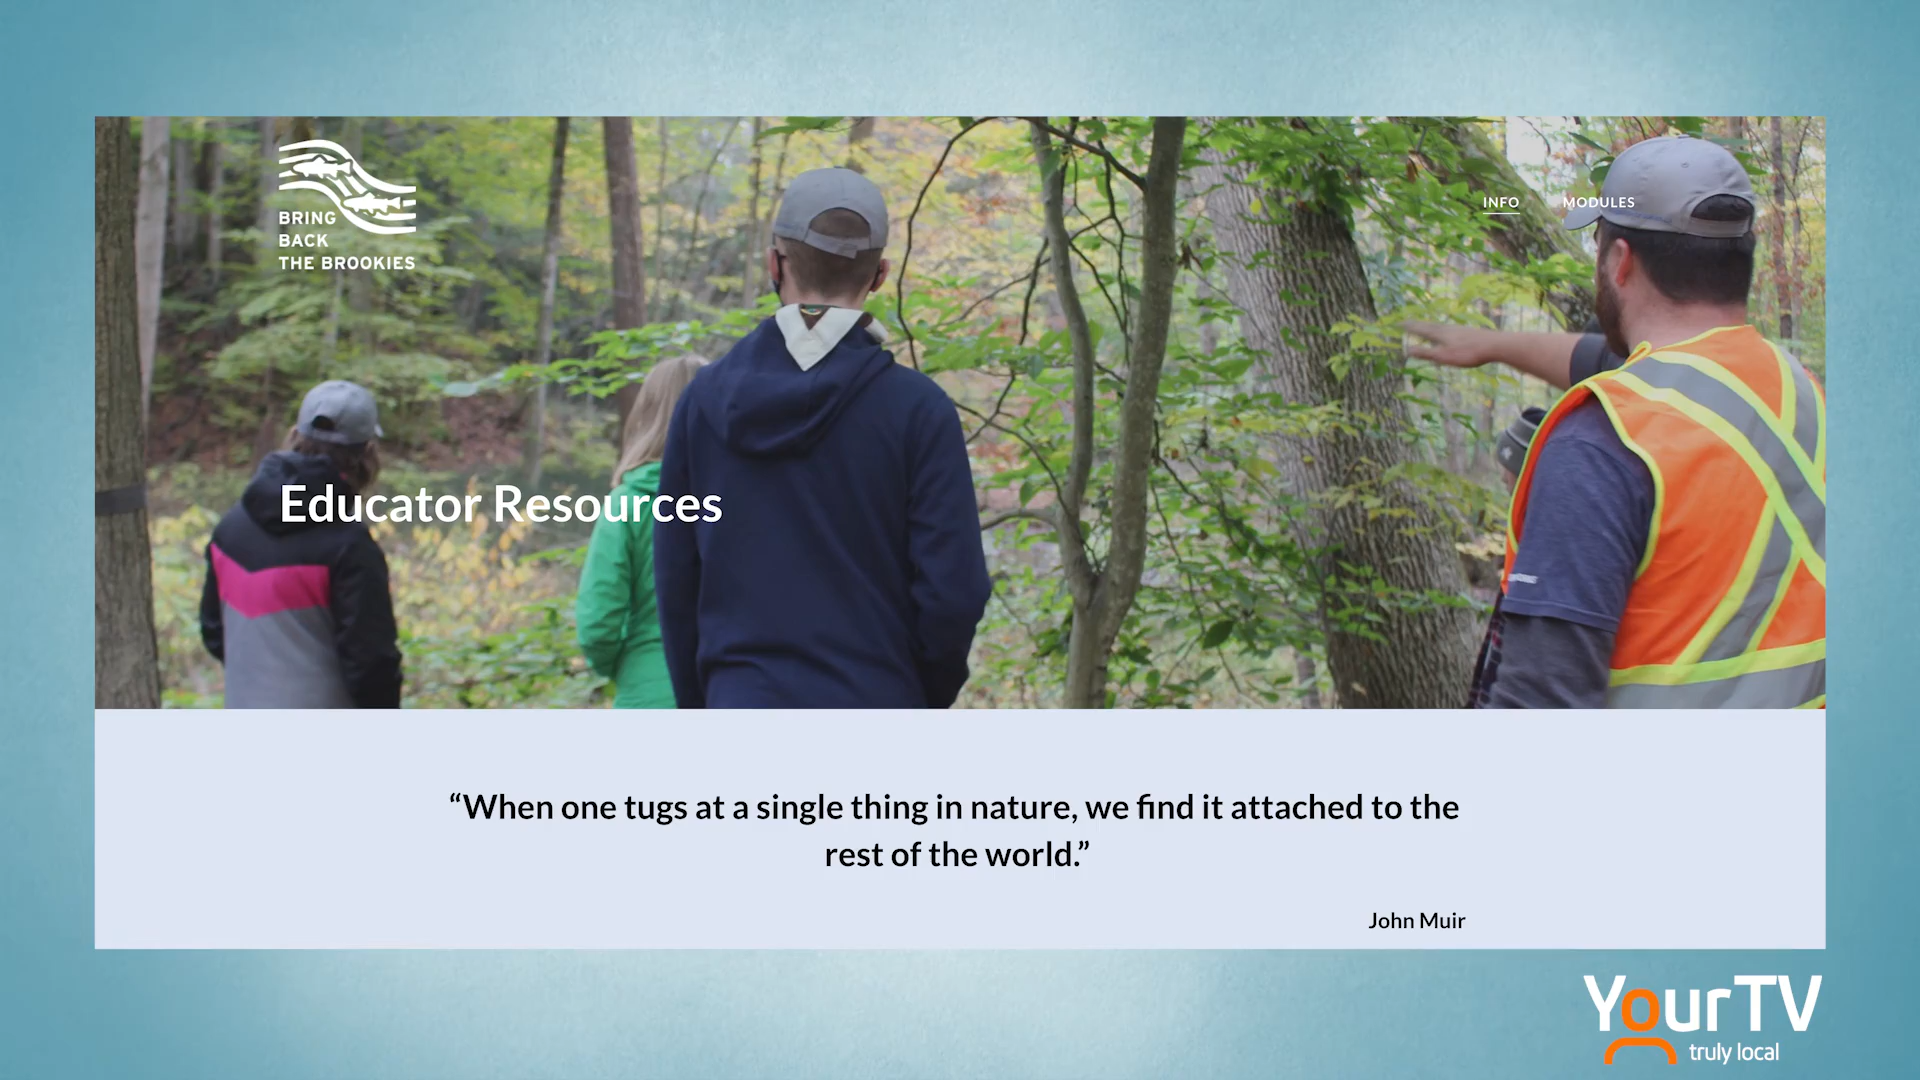 BRING
BACK
THE BROOKIES
INFO MODULES
Educator Resources
“When one tugs at a single thing in nature, we find it attached to the
rest of the world.”
John Muir
YourTV
truly local